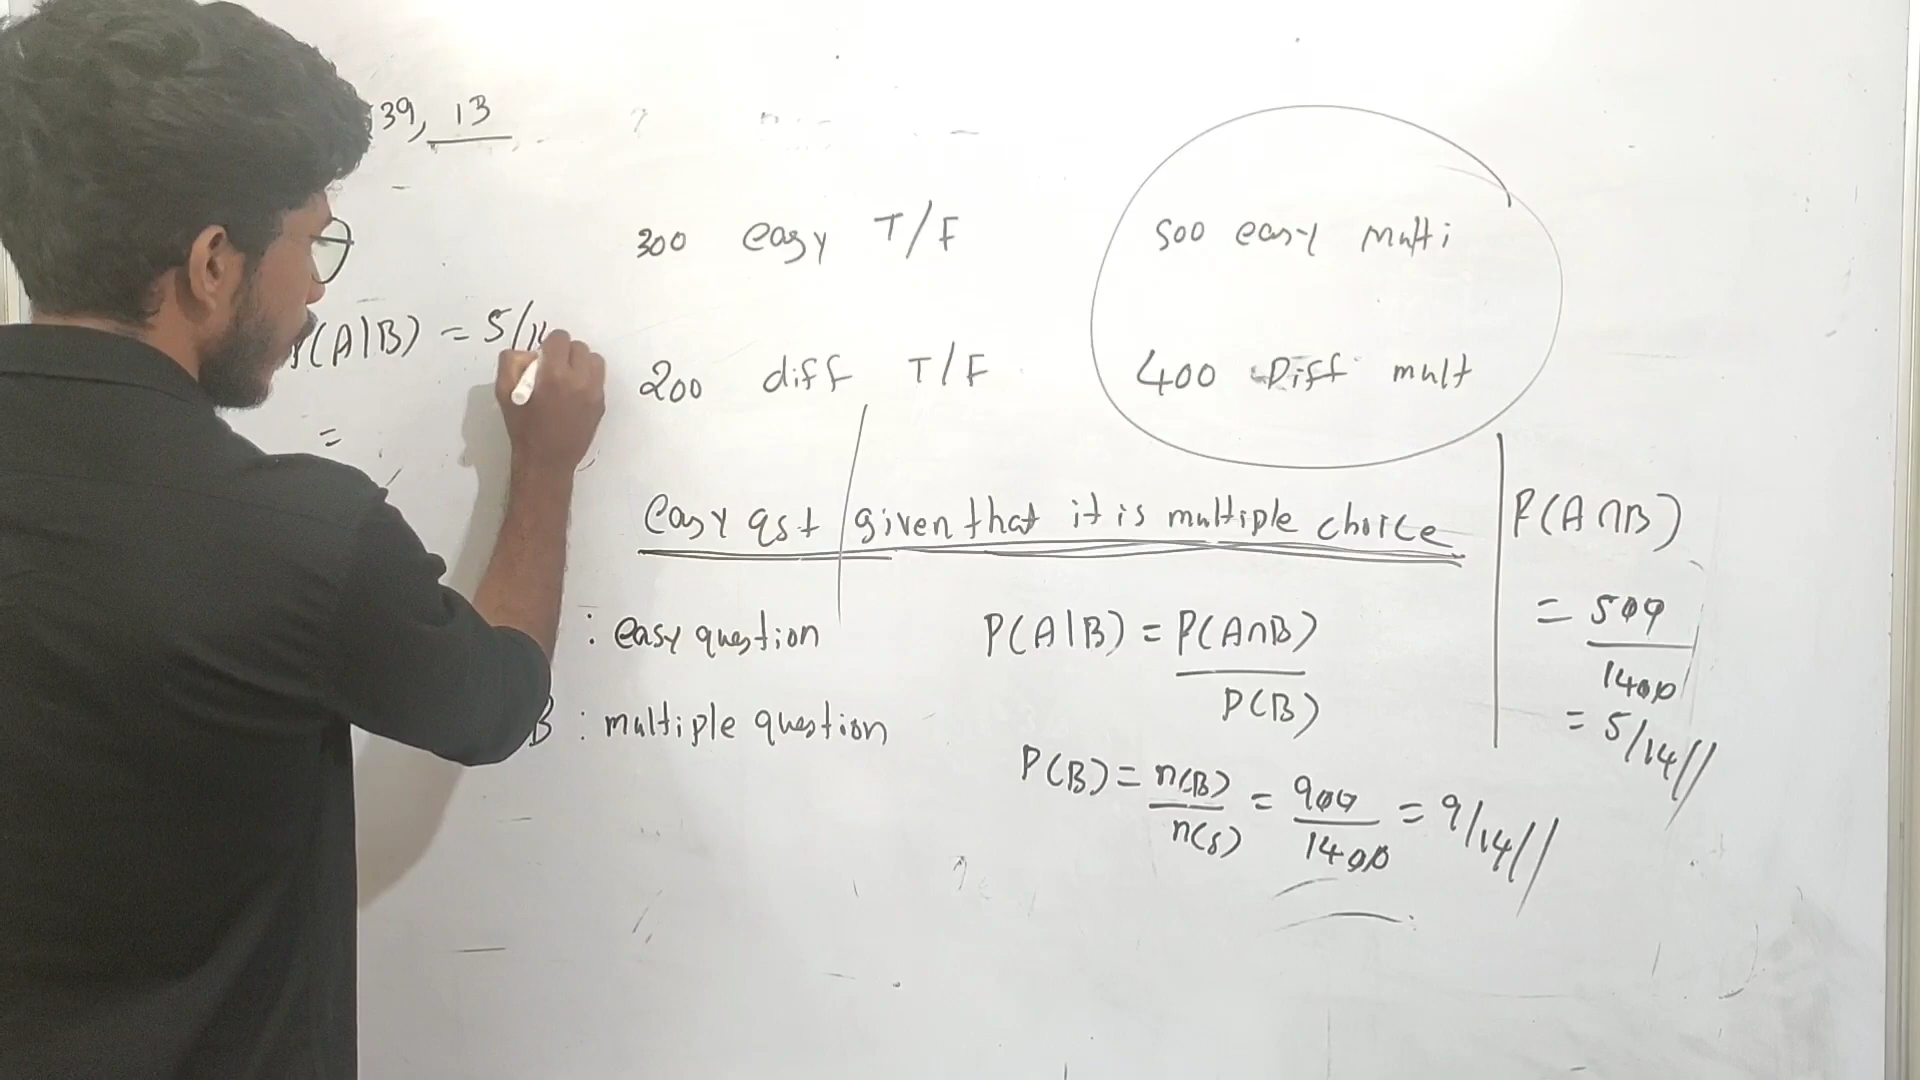 39, 13
300 easy T/F
500 easy multi
P(A|B) = 5/14
200 diff T/F
400 Diff mult
=
easy qst given that it is multiple choice
P(A∩B)
= 500
1400
= 5/14//
: easy question
B : multiple question
P(A|B) = P(A∩B)
P(B)
P(B) = n(B) = 900 = 9/14//
n(s) 1400